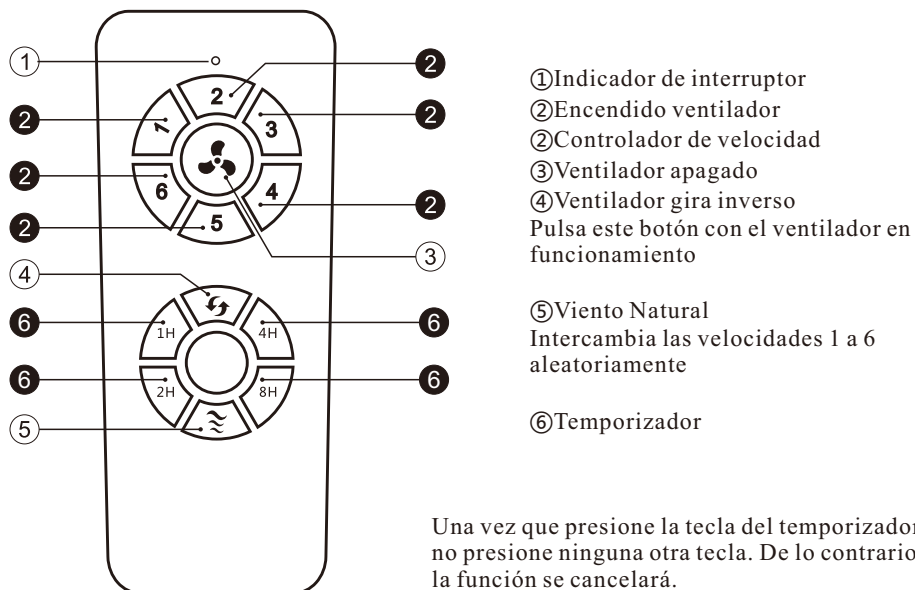 ①
②
2
②
②
1
3
②
②
6
4
②
②
5
③
④
⑥
1H
4H
⑥
⑥
2H
8H
⑥
⑤
①Indicador de interruptor
②Encendido ventilador
②Controlador de velocidad
③Ventilador apagado
④Ventilador gira inverso
Pulsa este botón con el ventilador en
funcionamiento
⑤Viento Natural
Intercambia las velocidades 1 a 6
aleatoriamente
⑥Temporizador
Una vez que presione la tecla del temporizador
no presione ninguna otra tecla. De lo contrario
la función se cancelará.